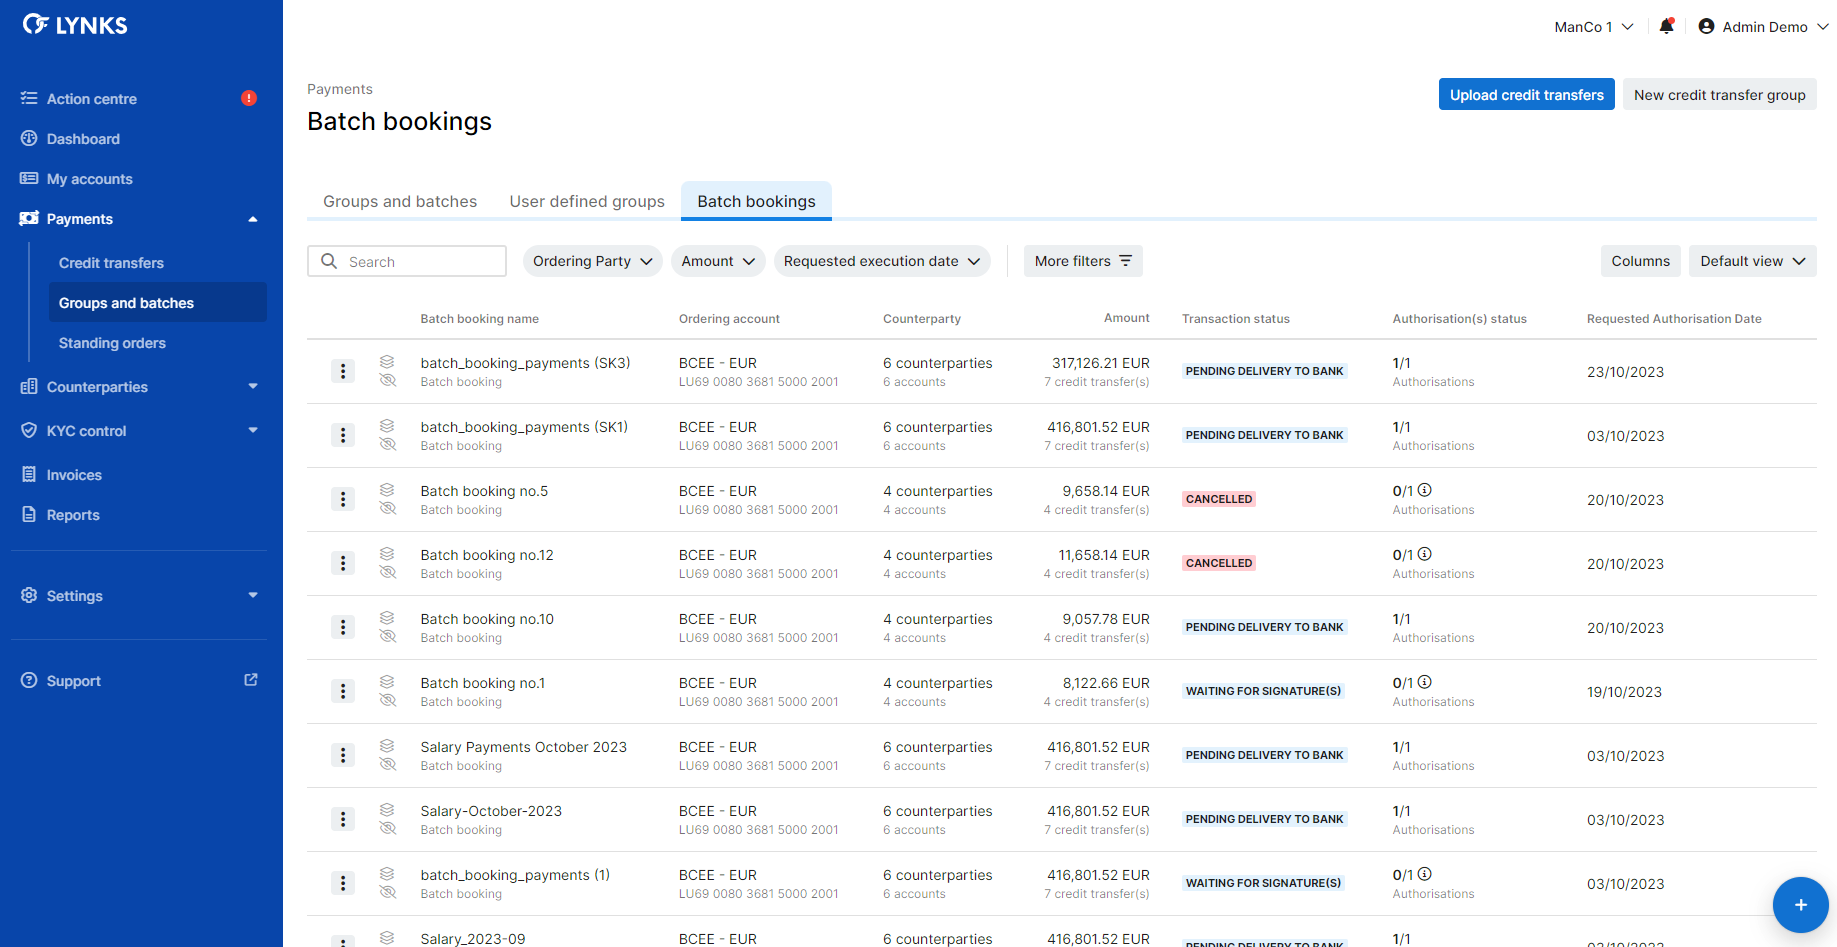 LYNKS
ManCo 1
Admin Demo
Action centre
Dashboard
My accounts
Payments
Credit transfers
Groups and batches
Standing orders
Counterparties
KYC control
Invoices
Reports
Settings
Support
Payments
Batch bookings
Upload credit transfers
New credit transfer group
Groups and batches User defined groups Batch bookings
Search Ordering Party Amount Requested execution date More filters Columns Default view
Batch booking name Ordering account Counterparty Amount Transaction status Authorisation(s) status Requested Authorisation Date
batch_booking_payments (SK3) BCEE - EUR 6 counterparties 317,126.21 EUR PENDING DELIVERY TO BANK 1/1 23/10/2023
Batch booking LU69 0080 3681 5000 2001 6 accounts 7 credit transfer(s) Authorisations
batch_booking_payments (SK1) BCEE - EUR 6 counterparties 416,801.52 EUR PENDING DELIVERY TO BANK 1/1 03/10/2023
Batch booking LU69 0080 3681 5000 2001 6 accounts 7 credit transfer(s) Authorisations
Batch booking no.5 BCEE - EUR 4 counterparties 9,658.14 EUR CANCELLED 0/1 20/10/2023
Batch booking LU69 0080 3681 5000 2001 4 accounts 4 credit transfer(s) Authorisations
Batch booking no.12 BCEE - EUR 4 counterparties 11,658.14 EUR CANCELLED 0/1 20/10/2023
Batch booking LU69 0080 3681 5000 2001 4 accounts 4 credit transfer(s) Authorisations
Batch booking no.10 BCEE - EUR 4 counterparties 9,057.78 EUR PENDING DELIVERY TO BANK 1/1 20/10/2023
Batch booking LU69 0080 3681 5000 2001 4 accounts 4 credit transfer(s) Authorisations
Batch booking no.1 BCEE - EUR 4 counterparties 8,122.66 EUR WAITING FOR SIGNATURE(S) 0/1 19/10/2023
Batch booking LU69 0080 3681 5000 2001 4 accounts 4 credit transfer(s) Authorisations
Salary Payments October 2023 BCEE - EUR 6 counterparties 416,801.52 EUR PENDING DELIVERY TO BANK 1/1 03/10/2023
Batch booking LU69 0080 3681 5000 2001 6 accounts 7 credit transfer(s) Authorisations
Salary-October-2023 BCEE - EUR 6 counterparties 416,801.52 EUR PENDING DELIVERY TO BANK 1/1 03/10/2023
Batch booking LU69 0080 3681 5000 2001 6 accounts 7 credit transfer(s) Authorisations
batch_booking_payments (1) BCEE - EUR 6 counterparties 416,801.52 EUR WAITING FOR SIGNATURE(S) 0/1 03/10/2023
Batch booking LU69 0080 3681 5000 2001 6 accounts 7 credit transfer(s) Authorisations
Salary_2023-09 BCEE - EUR 6 counterparties 416,801.52 EUR PENDING DELIVERY TO BANK 1/1